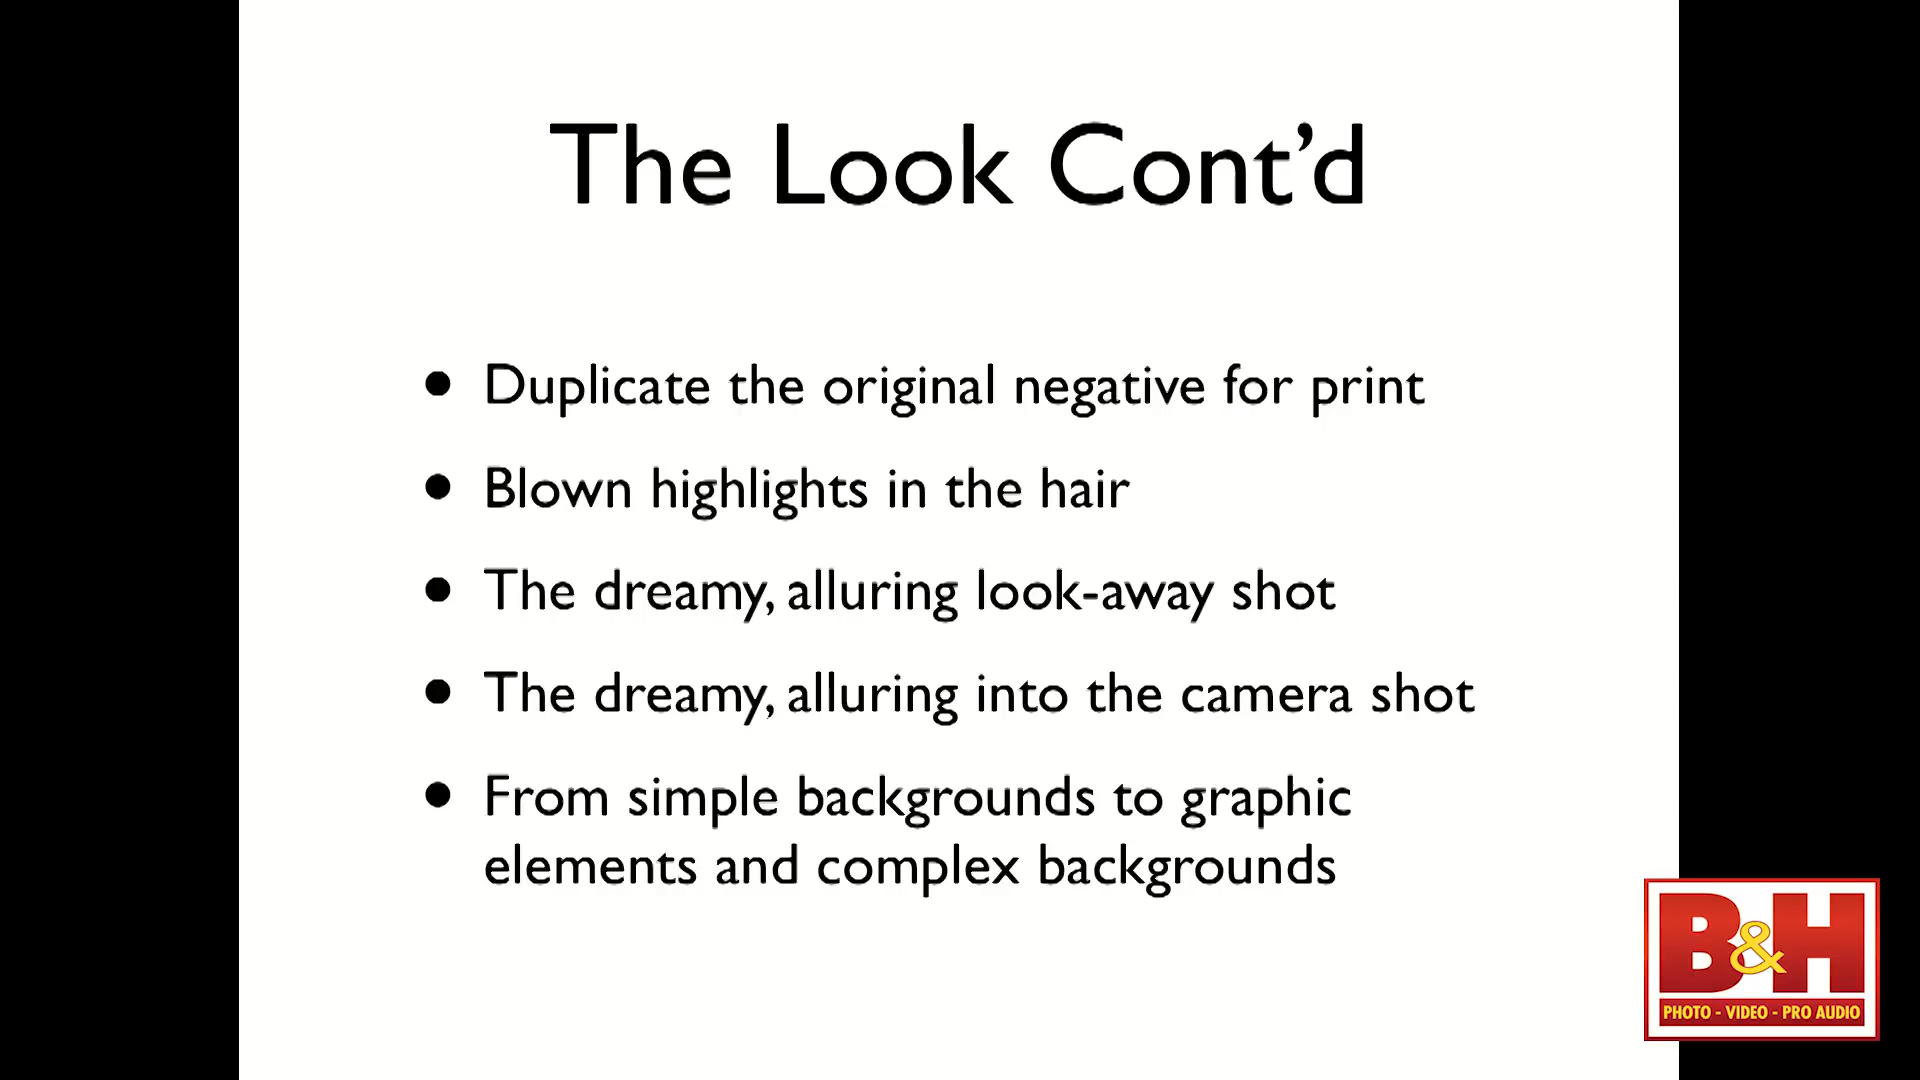 The Look Cont’d
• Duplicate the original negative for print
• Blown highlights in the hair
• The dreamy, alluring look-away shot
• The dreamy, alluring into the camera shot
• From simple backgrounds to graphic
elements and complex backgrounds
B&H
PHOTO - VIDEO - PRO AUDIO